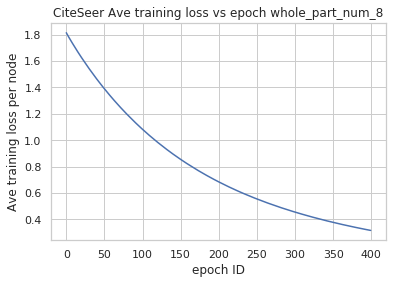 CiteSeer Ave training loss vs epoch whole_part_num_8
Ave training loss per node
1.8
1.6
1.4
1.2
1.0
0.8
0.6
0.4
0 50 100 150 200 250 300 350 400
epoch ID